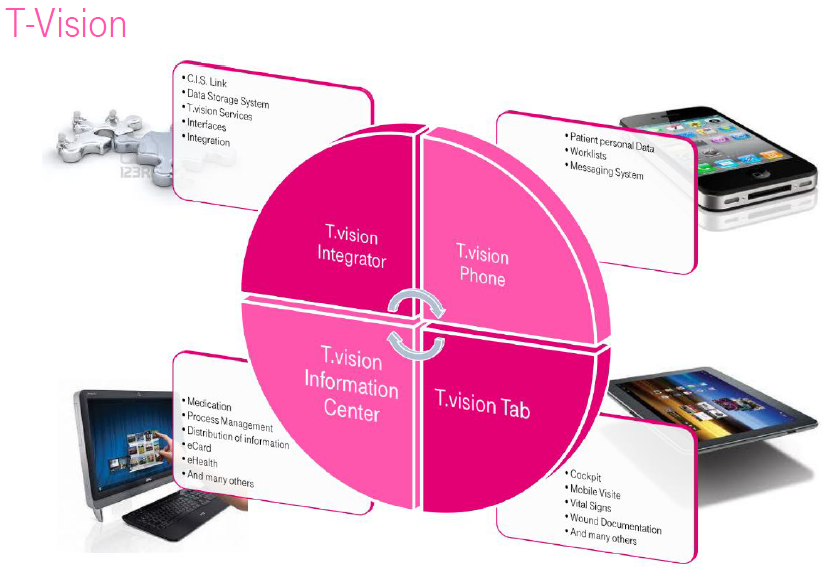 T-Vision
• C.I.S. Link
• Data Storage System
• T.vision Services
• Interfaces
• Integration
• Patient personal Data
• Worklists
• Messaging System
T.vision
Integrator
T.vision
Phone
T.vision
Information
Center
T.vision Tab
• Medication
• Process Management
• Distribution of information
• eCard
• eHealth
• And many others
• Cockpit
• Mobile Visite
• Vital Signs
• Wound Documentation
• And many others